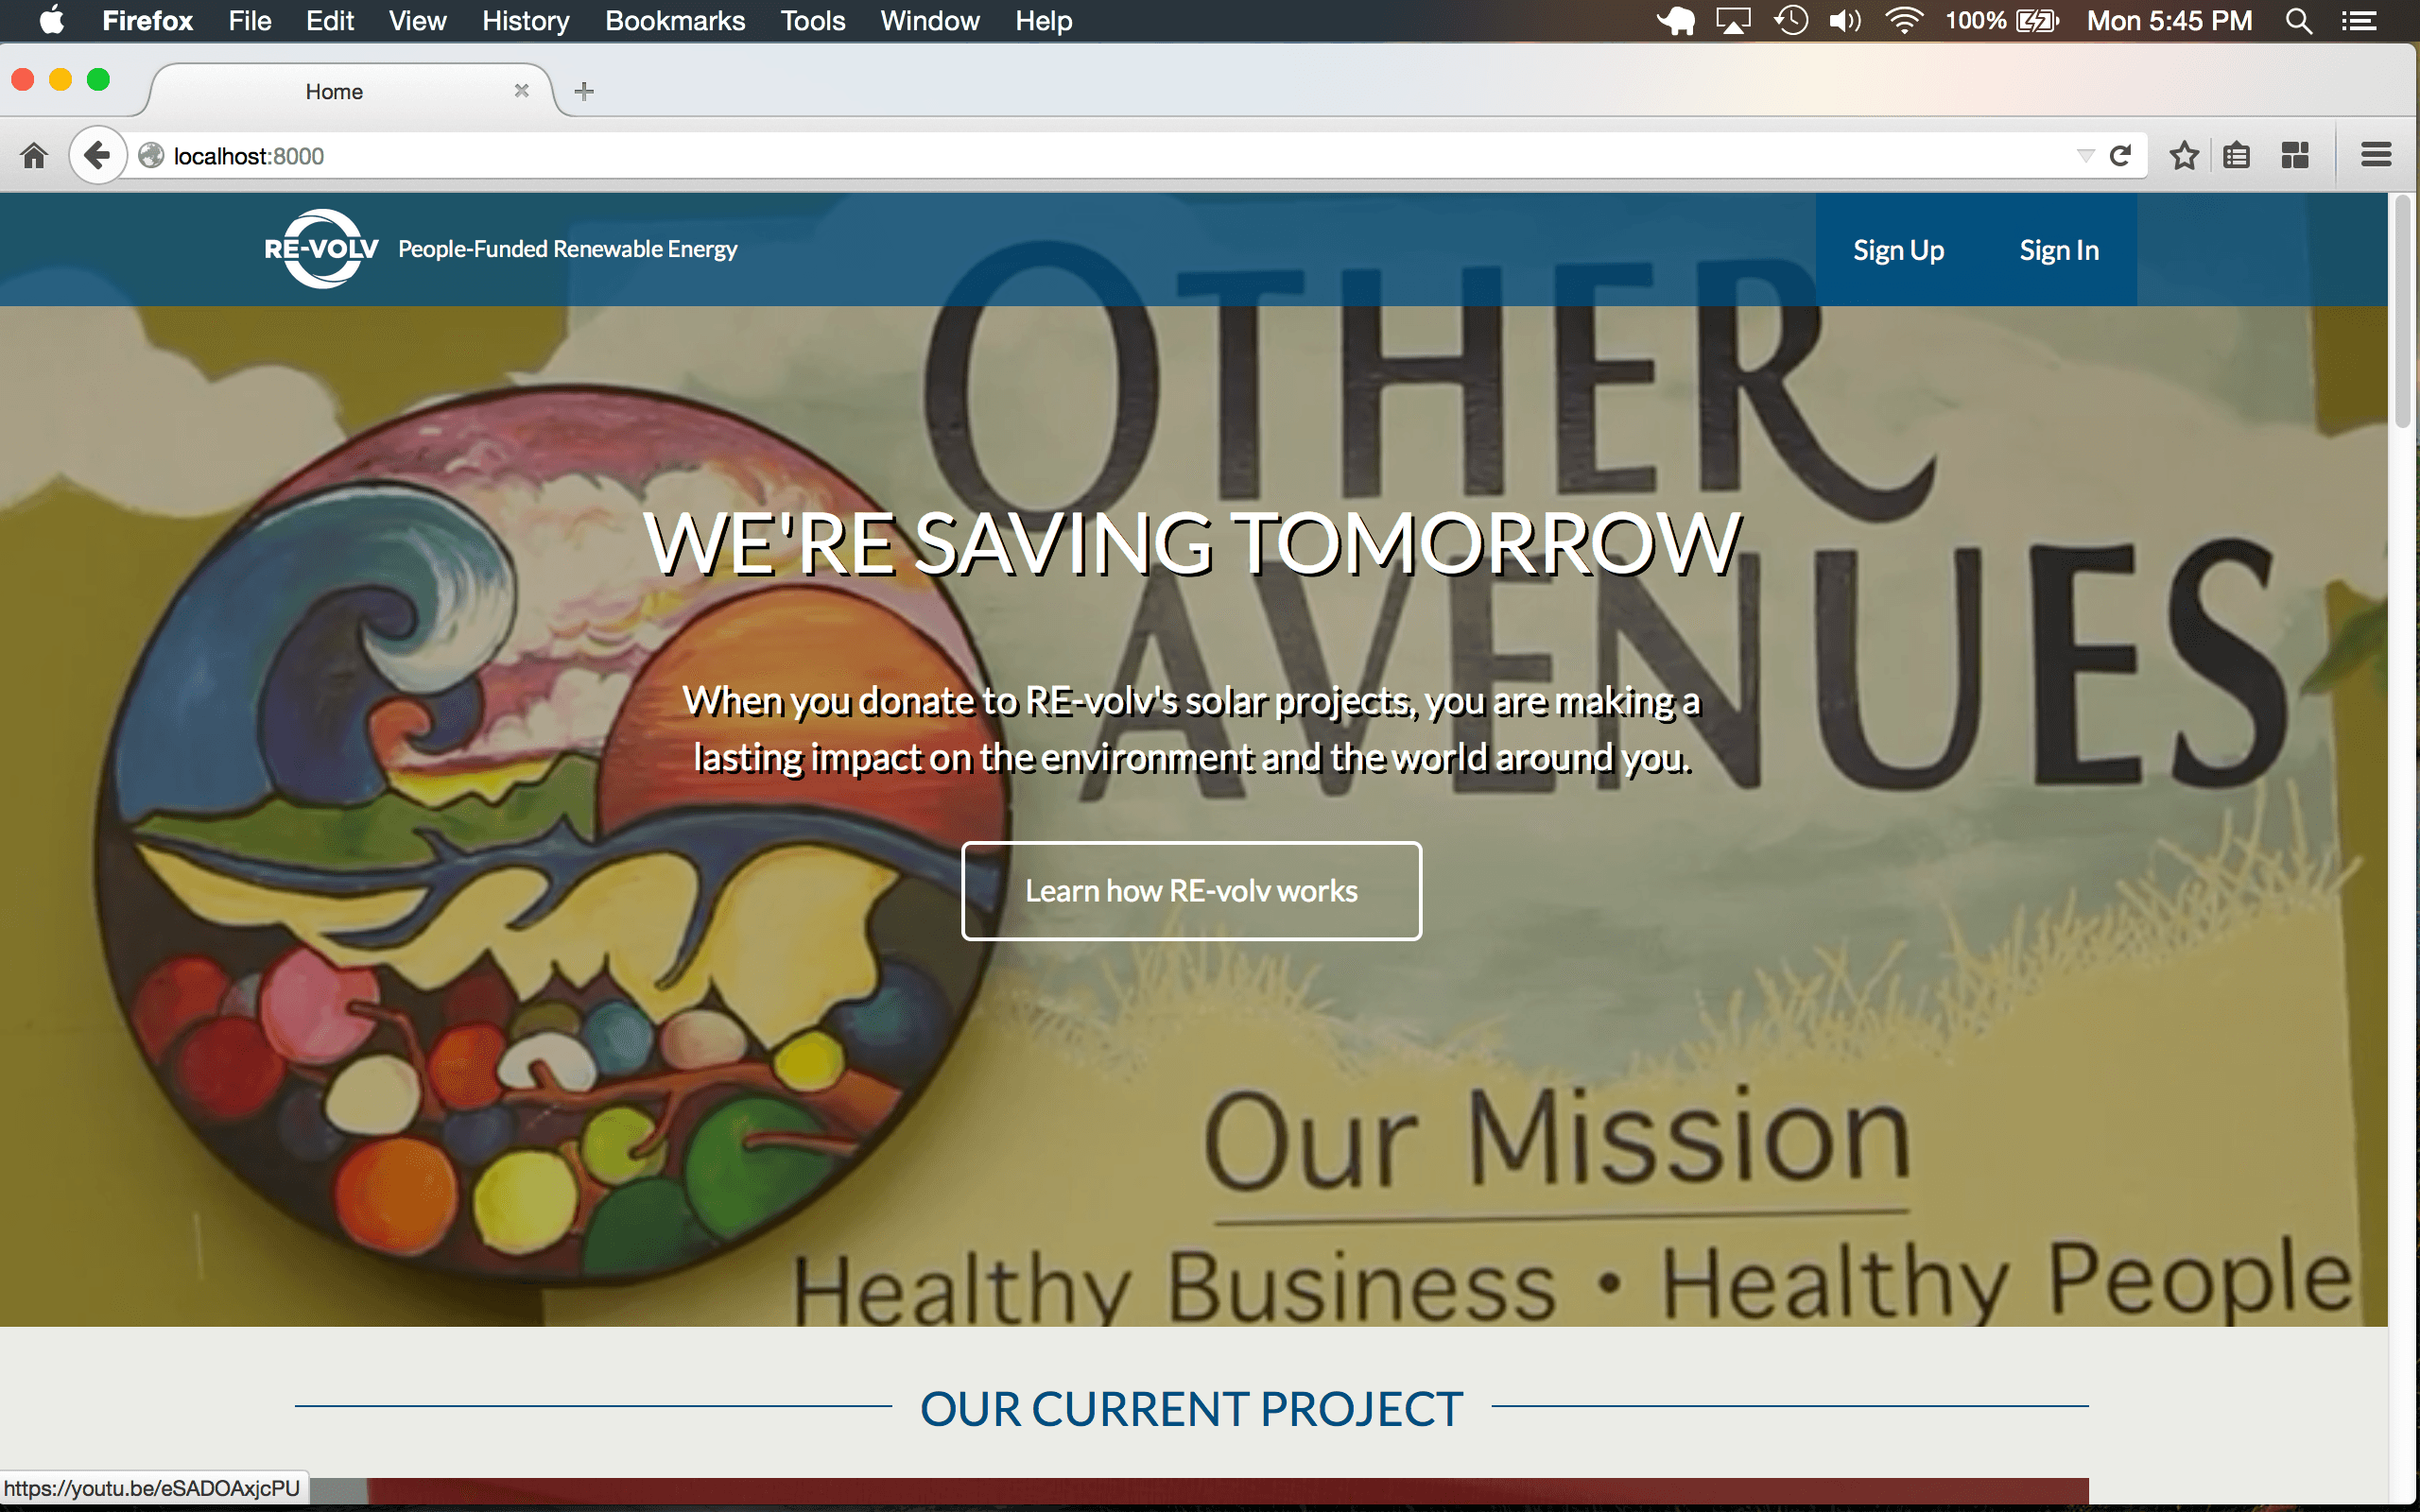 Firefox File Edit View History Bookmarks Tools Window Help 100% Mon 5:45 PM
Home
localhost:8000
RE-VOLV People-Funded Renewable Energy Sign Up Sign In
OTHER
AVENUES
WE'RE SAVING TOMORROW
When you donate to RE-volv's solar projects, you are making a
lasting impact on the environment and the world around you.
Learn how RE-volv works
Our Mission
Healthy Business • Healthy People
OUR CURRENT PROJECT
https://youtu.be/eSADOAxjcPU